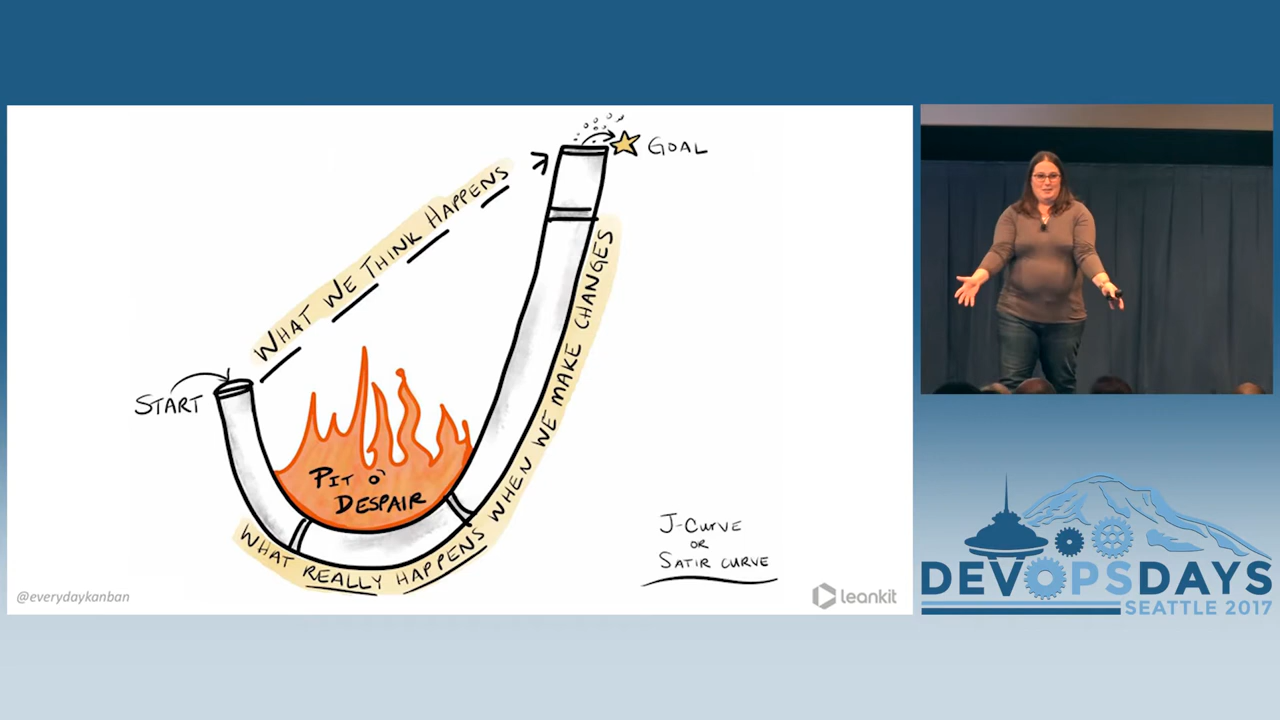 GOAL
WHAT WE THINK HAPPENS
START
PIT O'
DESPAIR
WHAT REALLY HAPPENS WHEN WE MAKE CHANGES
J-CURVE
OR
SATIR CURVE
@everydaykanban
leankit
DEVOPSDAYS
SEATTLE 2017